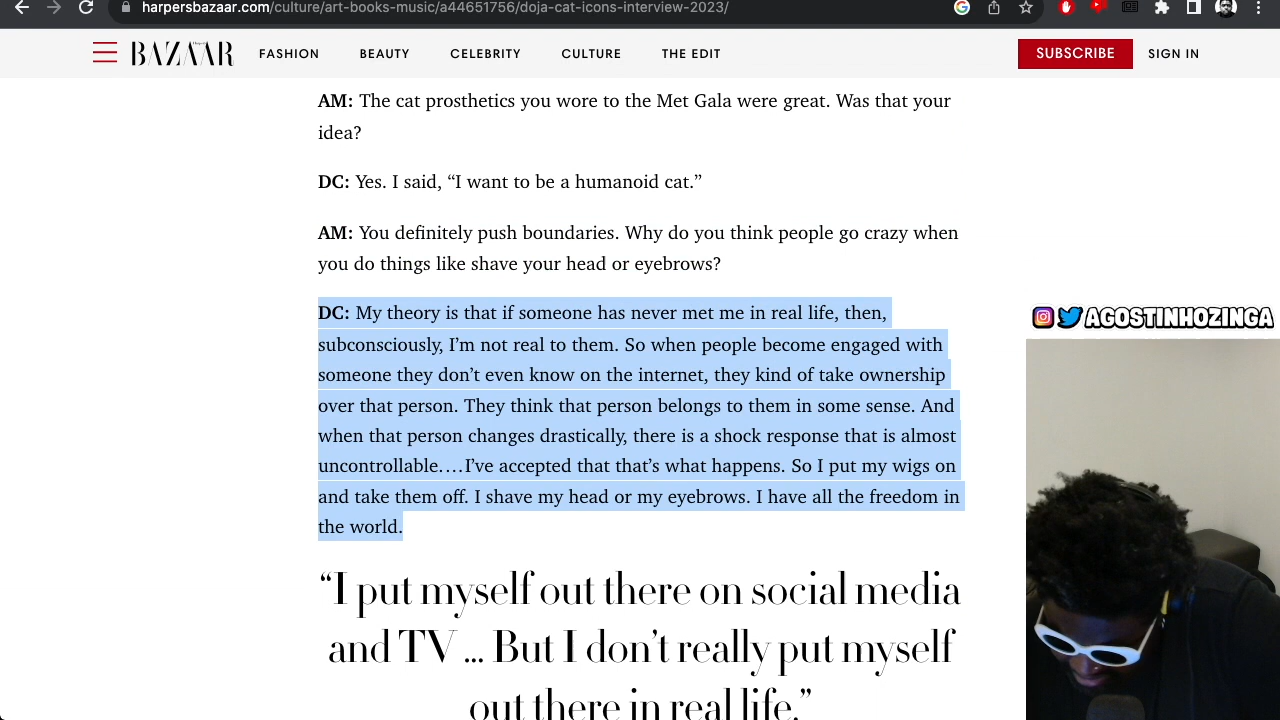 harpersbazaar.com/culture/art-books-music/a44651756/doja-cat-icons-interview-2023/
BAZAAR FASHION BEAUTY CELEBRITY CULTURE THE EDIT SUBSCRIBE SIGN IN
AM: The cat prosthetics you wore to the Met Gala were great. Was that your
idea?
DC: Yes. I said, “I want to be a humanoid cat.”
AM: You definitely push boundaries. Why do you think people go crazy when
you do things like shave your head or eyebrows?
DC: My theory is that if someone has never met me in real life, then,
subconsciously, I’m not real to them. So when people become engaged with
someone they don’t even know on the internet, they kind of take ownership
over that person. They think that person belongs to them in some sense. And
when that person changes drastically, there is a shock response that is almost
uncontrollable.…I’ve accepted that that’s what happens. So I put my wigs on
and take them off. I shave my head or my eyebrows. I have all the freedom in
the world.
“I put myself out there on social media
and TV ... But I don’t really put myself
out there in real life.”
AGOSTINHOZINGA